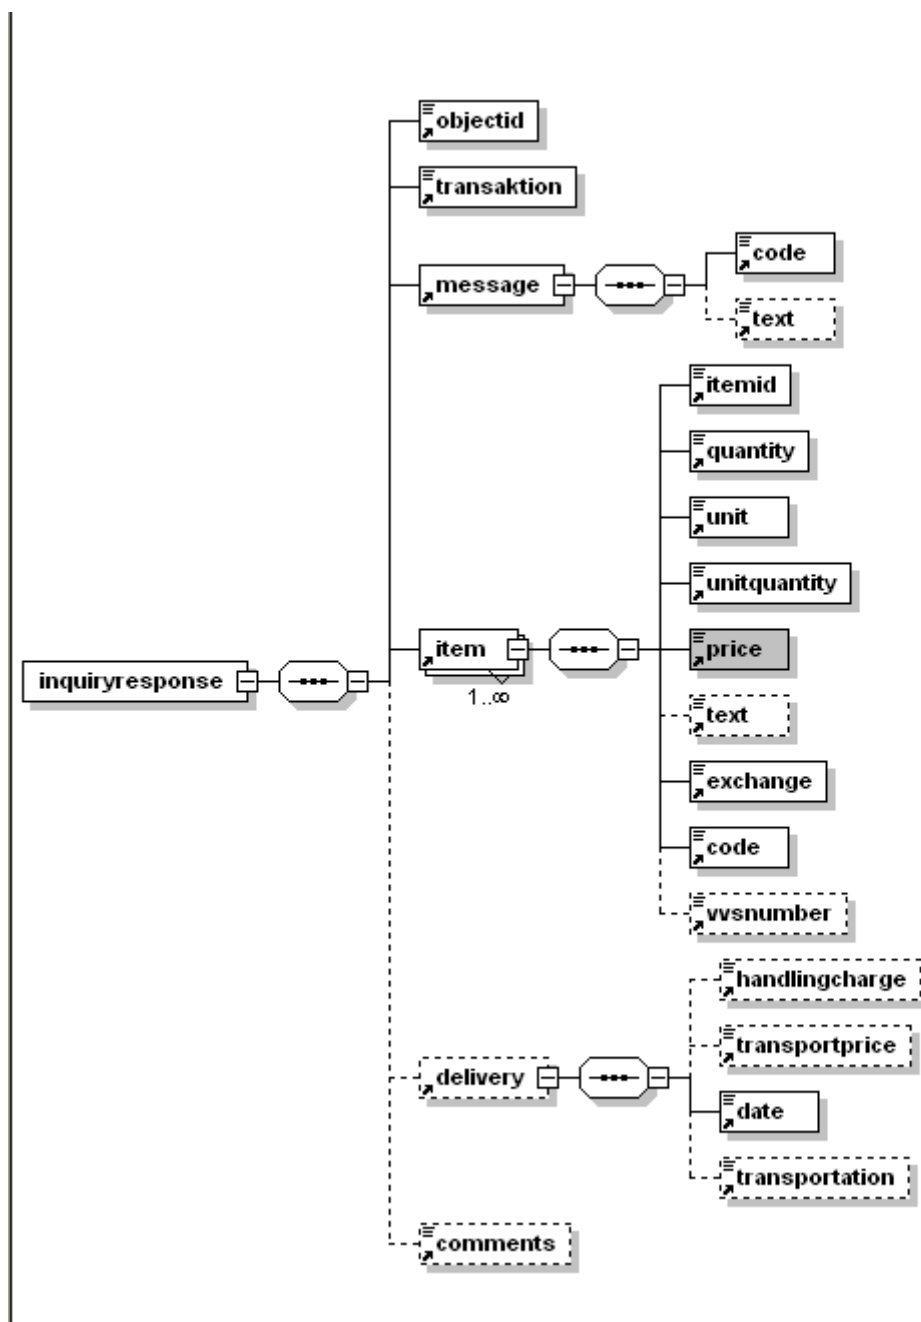 objectid
transaktion
code
message
text
itemid
quantity
unit
unitquantity
item
price
inquiryresponse
1..∞
text
exchange
code
vvsnumber
handlingcharge
transportprice
delivery
date
transportation
comments